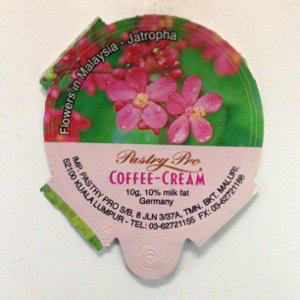 Flowers in Malaysia - Jatropha
Pastry Pro
COFFEE-CREAM
10g, 10% milk fat
Germany
IMP. PASTRY PRO S/B, 8 JLN 3/37A, TMN. BKT. MALURI,
52100 KUALA LUMPUR - TEL: 03-62721155 FX: 03-62721186